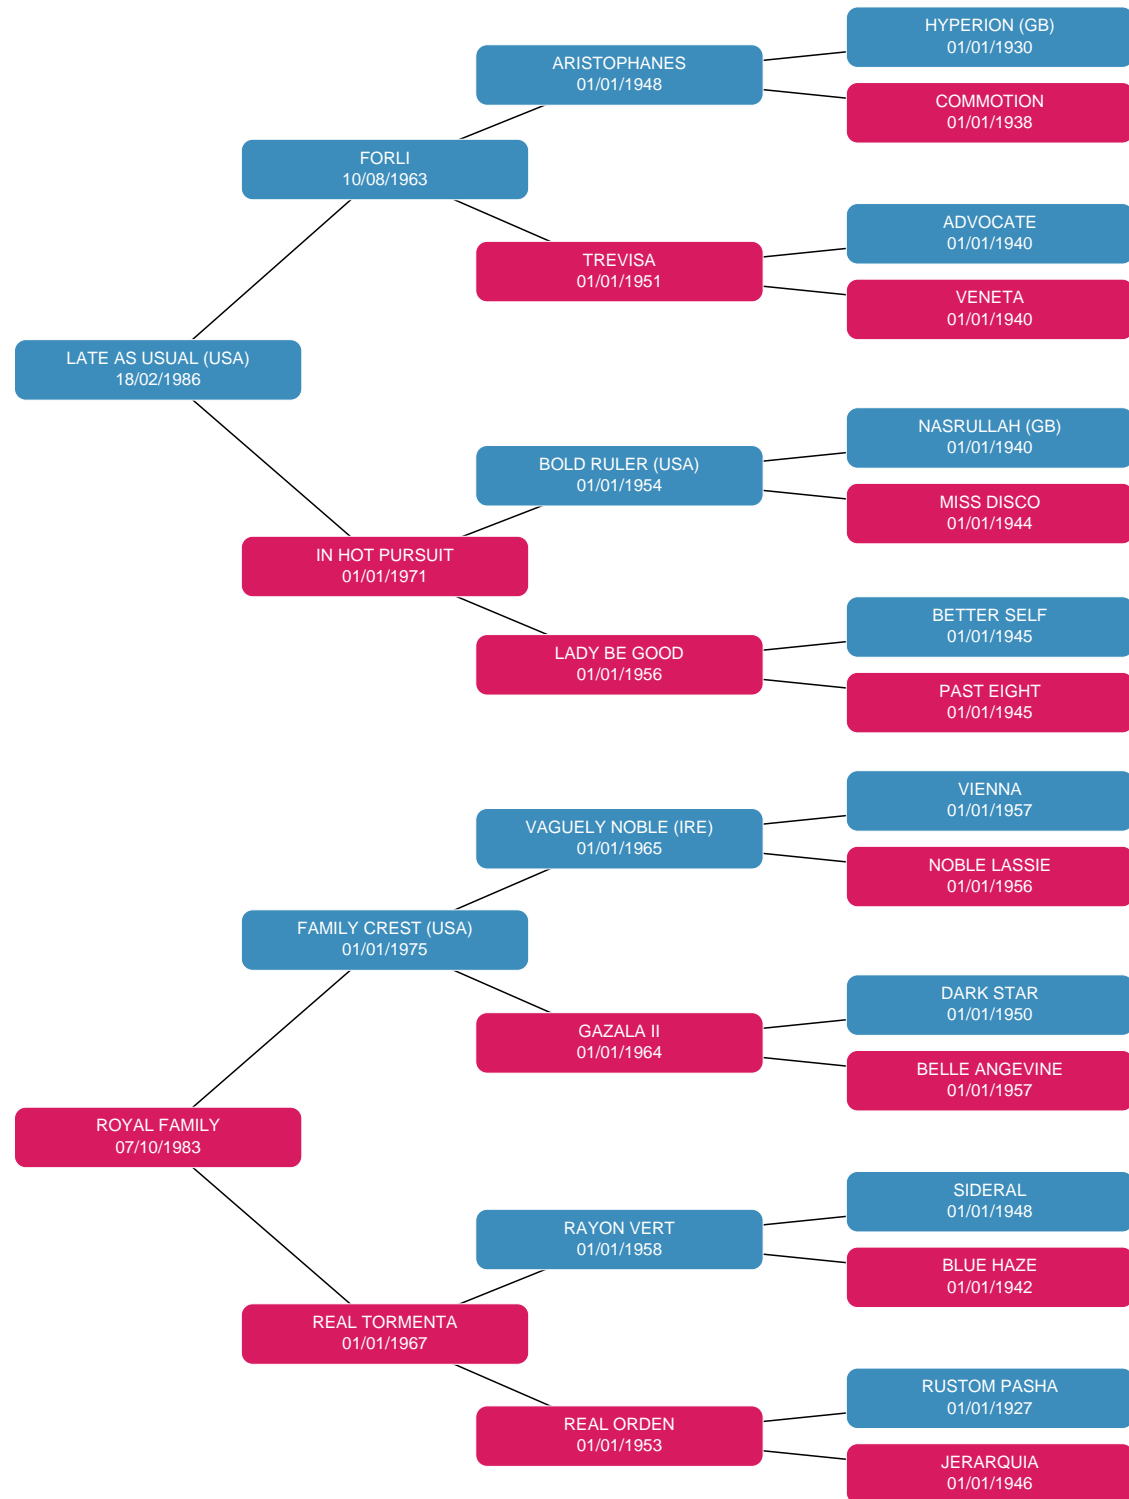 HYPERION (GB)
01/01/1930
ARISTOPHANES
01/01/1948
COMMOTION
01/01/1938
FORLI
10/08/1963
ADVOCATE
01/01/1940
TREVISA
01/01/1951
VENETA
01/01/1940
LATE AS USUAL (USA)
18/02/1986
NASRULLAH (GB)
01/01/1940
BOLD RULER (USA)
01/01/1954
MISS DISCO
01/01/1944
IN HOT PURSUIT
01/01/1971
BETTER SELF
01/01/1945
LADY BE GOOD
01/01/1956
PAST EIGHT
01/01/1945
VIENNA
01/01/1957
VAGUELY NOBLE (IRE)
01/01/1965
NOBLE LASSIE
01/01/1956
FAMILY CREST (USA)
01/01/1975
DARK STAR
01/01/1950
GAZALA II
01/01/1964
BELLE ANGEVINE
01/01/1957
ROYAL FAMILY
07/10/1983
SIDERAL
01/01/1948
RAYON VERT
01/01/1958
BLUE HAZE
01/01/1942
REAL TORMENTA
01/01/1967
RUSTOM PASHA
01/01/1927
REAL ORDEN
01/01/1953
JERARQUIA
01/01/1946